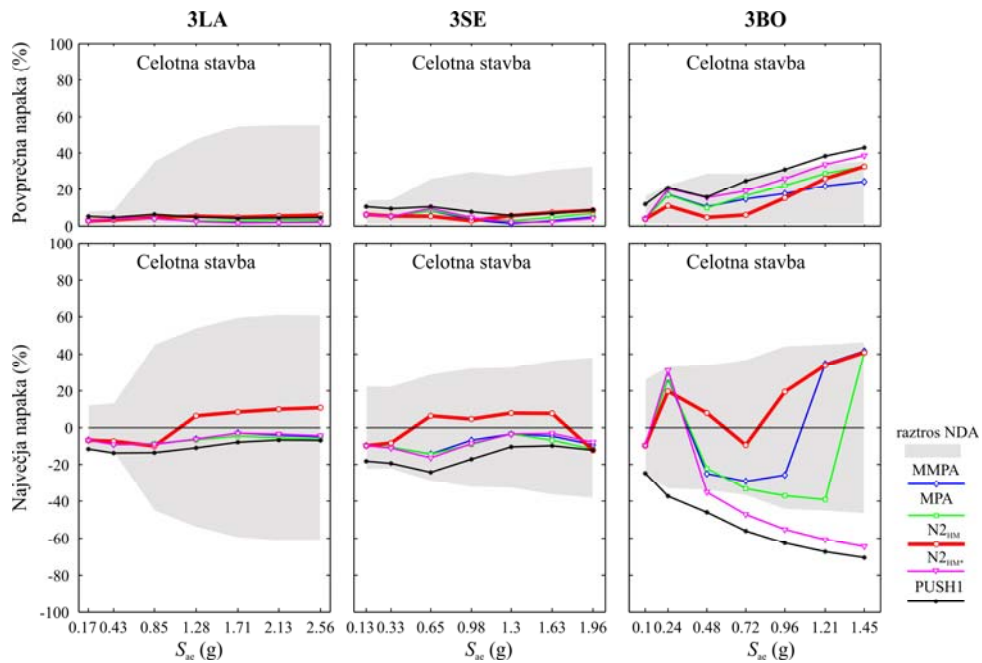 3LA 3SE 3BO
Povprečna napaka (%)
100
80
60
40
20
0
Celotna stavba
Celotna stavba
Celotna stavba
Največja napaka (%)
100
80
60
40
20
0
-20
-40
-60
-80
-100
Celotna stavba
Celotna stavba
Celotna stavba
0.17 0.43 0.85 1.28 1.71 2.13 2.56
0.13 0.33 0.65 0.98 1.3 1.63 1.96
0.10 0.24 0.48 0.72 0.96 1.21 1.45
Sae (g)
Sae (g)
Sae (g)
raztros NDA
MMPA
MPA
N2HM
N2HM*
PUSH1